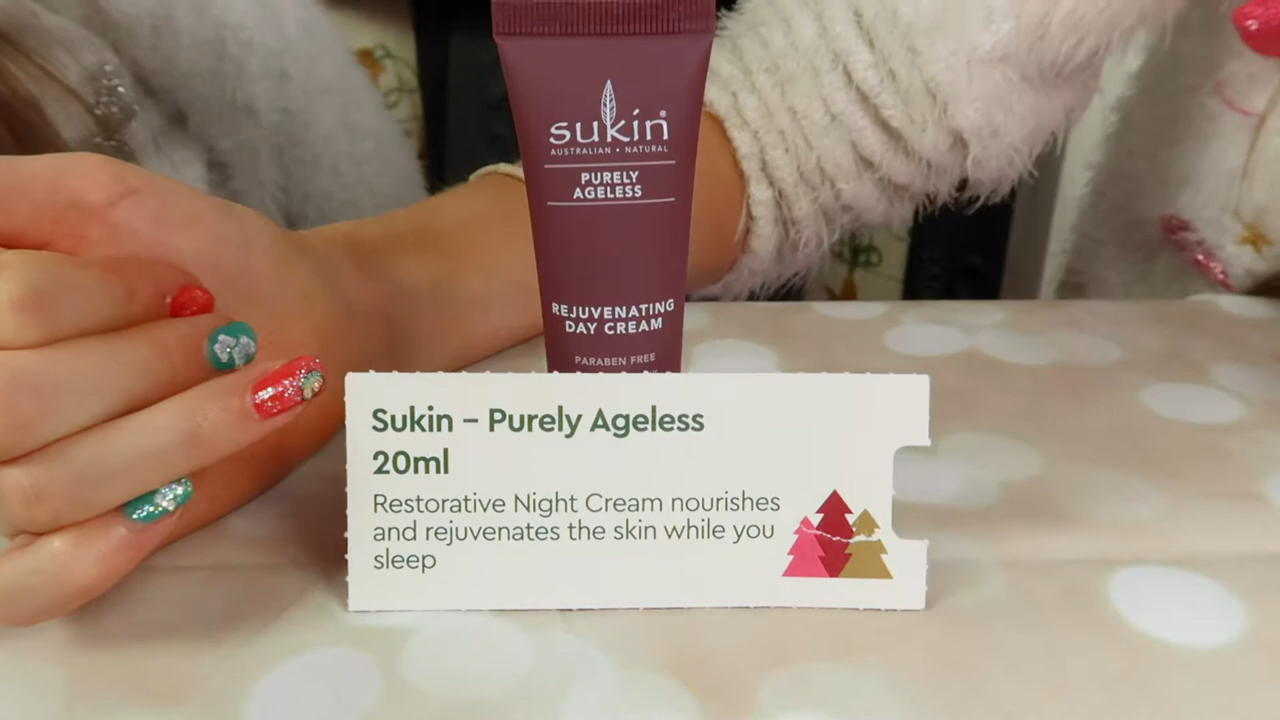 sukin®
AUSTRALIAN • NATURAL
PURELY
AGELESS
REJUVENATING
DAY CREAM
PARABEN FREE
Sukin – Purely Ageless
20ml
Restorative Night Cream nourishes
and rejuvenates the skin while you
sleep